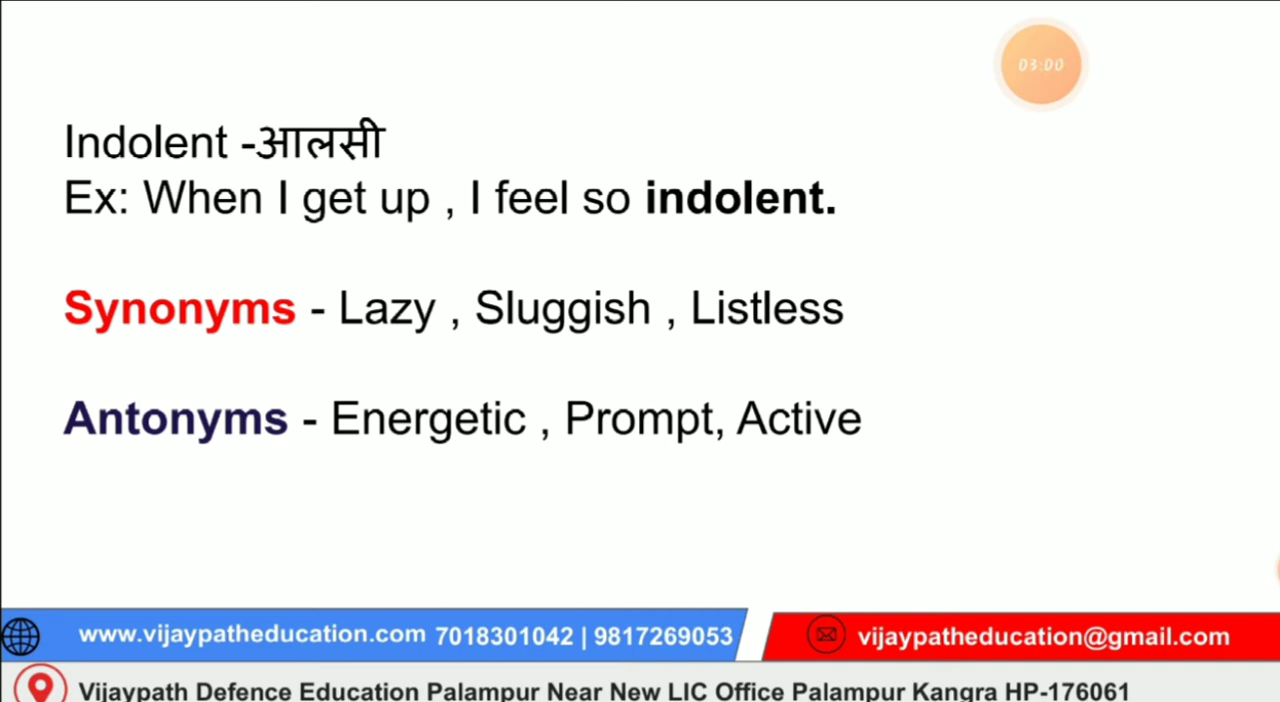 03:00
Indolent -आलसी
Ex: When I get up , I feel so indolent.
Synonyms - Lazy , Sluggish , Listless
Antonyms - Energetic , Prompt, Active
www.vijaypatheducation.com 7018301042 | 9817269053
vijaypatheducation@gmail.com
Vijaypath Defence Education Palampur Near New LIC Office Palampur Kangra HP-176061